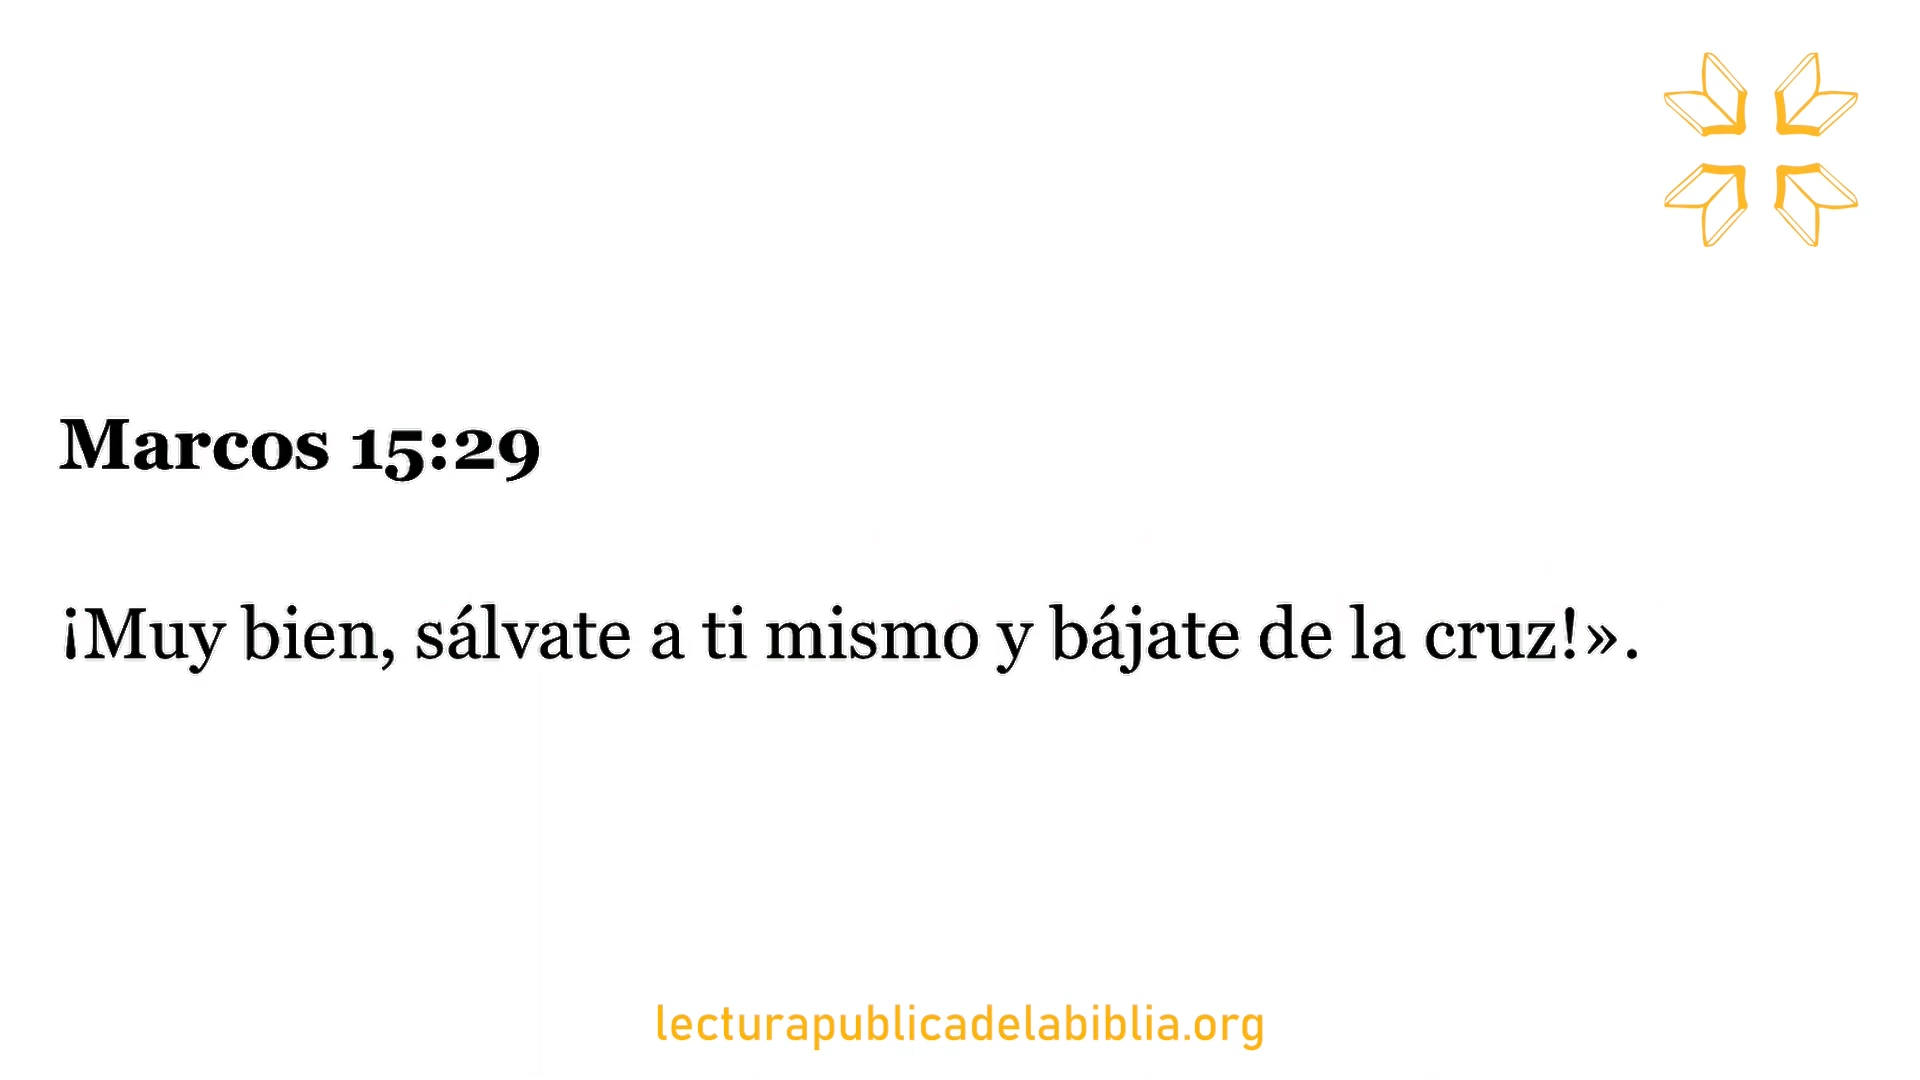 Marcos 15:29
¡Muy bien, sálvate a ti mismo y bájate de la cruz!».
lecturapublicadelabiblia.org